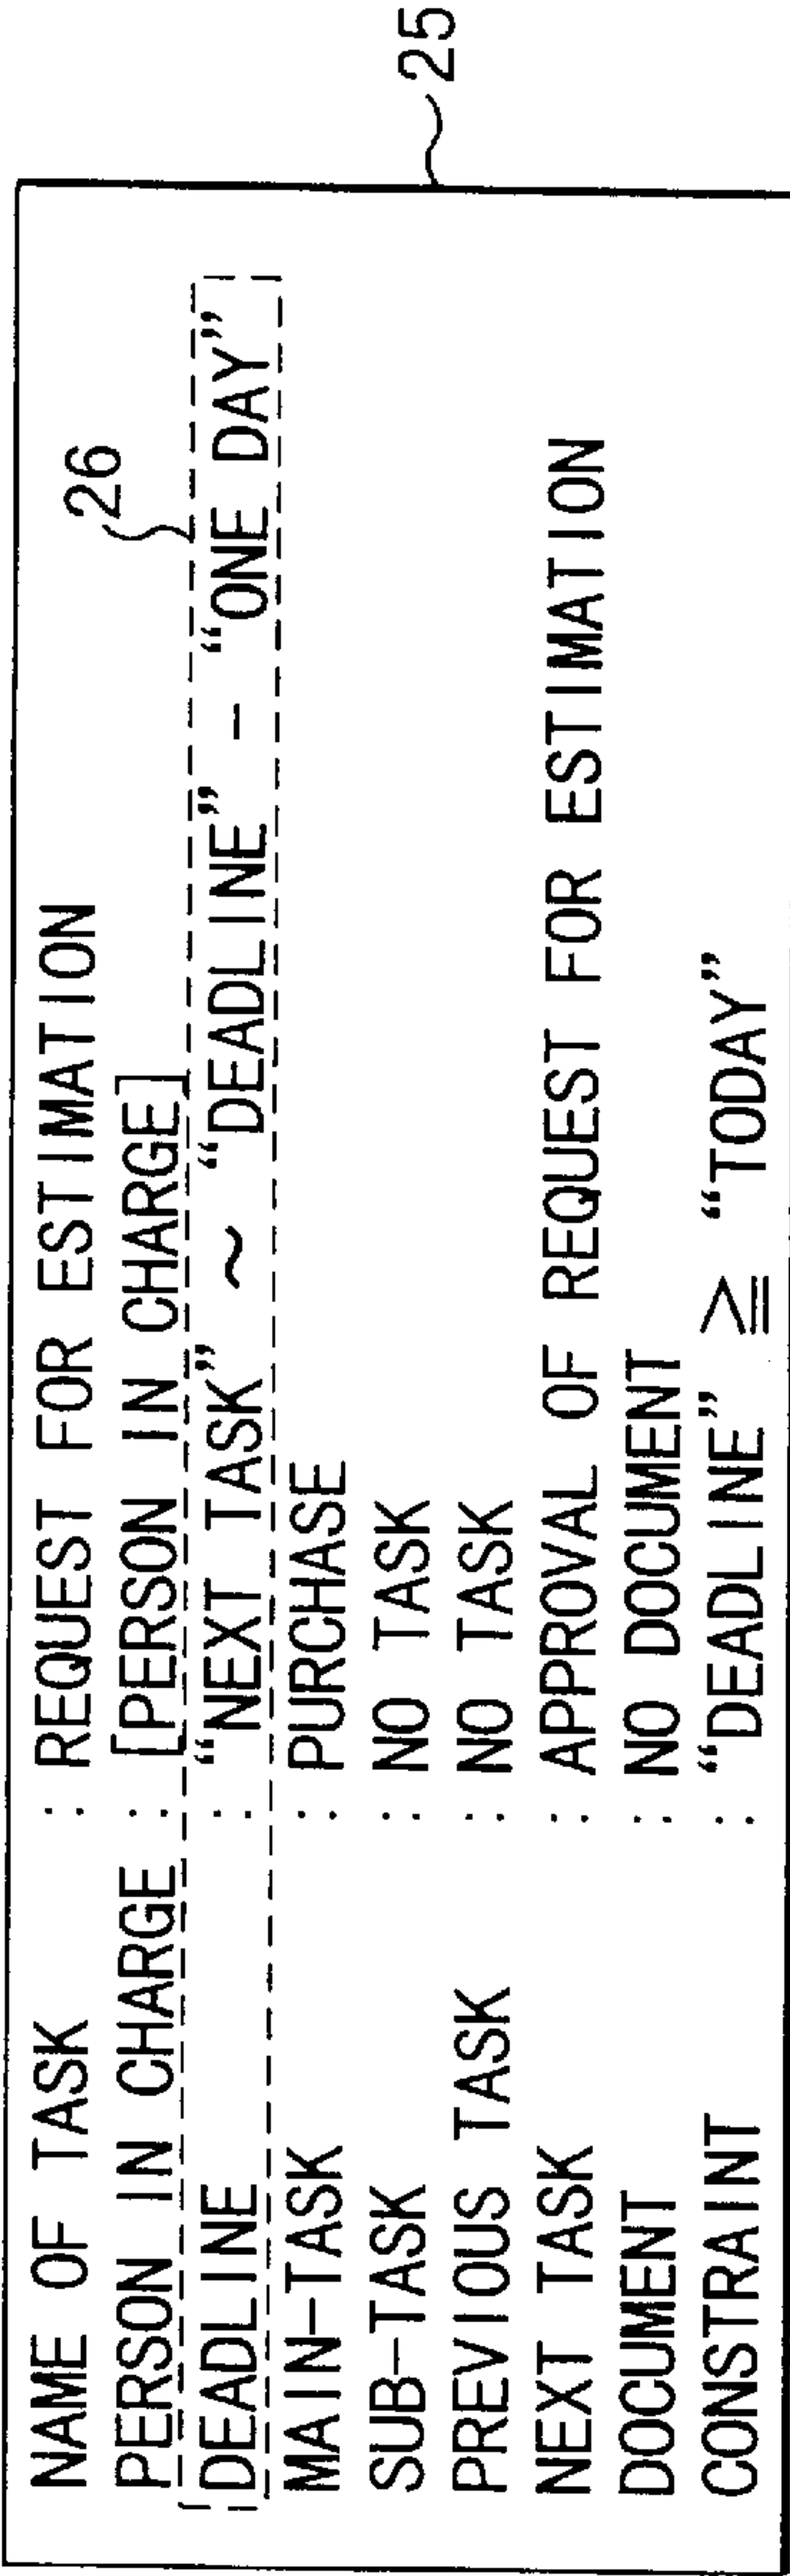 NAME OF TASK : REQUEST FOR ESTIMATION
PERSON IN CHARGE : [PERSON IN CHARGE]
DEADLINE : “NEXT TASK” ~ “DEADLINE” - “ONE DAY”
MAIN-TASK : PURCHASE
SUB-TASK : NO TASK
PREVIOUS TASK : NO TASK
NEXT TASK : APPROVAL OF REQUEST FOR ESTIMATION
DOCUMENT : NO DOCUMENT
CONSTRAINT : “DEADLINE” ≧ “TODAY”
26
25